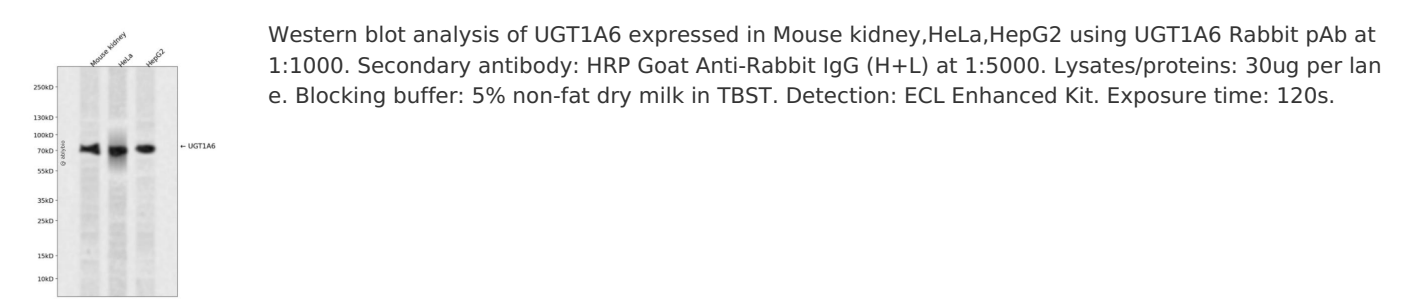 Mouse kidney
HeLa
HepG2
250kD
130kD
100kD
70kD
55kD
35kD
25kD
15kD
10kD
← UGT1A6
Western blot analysis of UGT1A6 expressed in Mouse kidney,HeLa,HepG2 using UGT1A6 Rabbit pAb at
1:1000. Secondary antibody: HRP Goat Anti-Rabbit IgG (H+L) at 1:5000. Lysates/proteins: 30ug per lan
e. Blocking buffer: 5% non-fat dry milk in TBST. Detection: ECL Enhanced Kit. Exposure time: 120s.